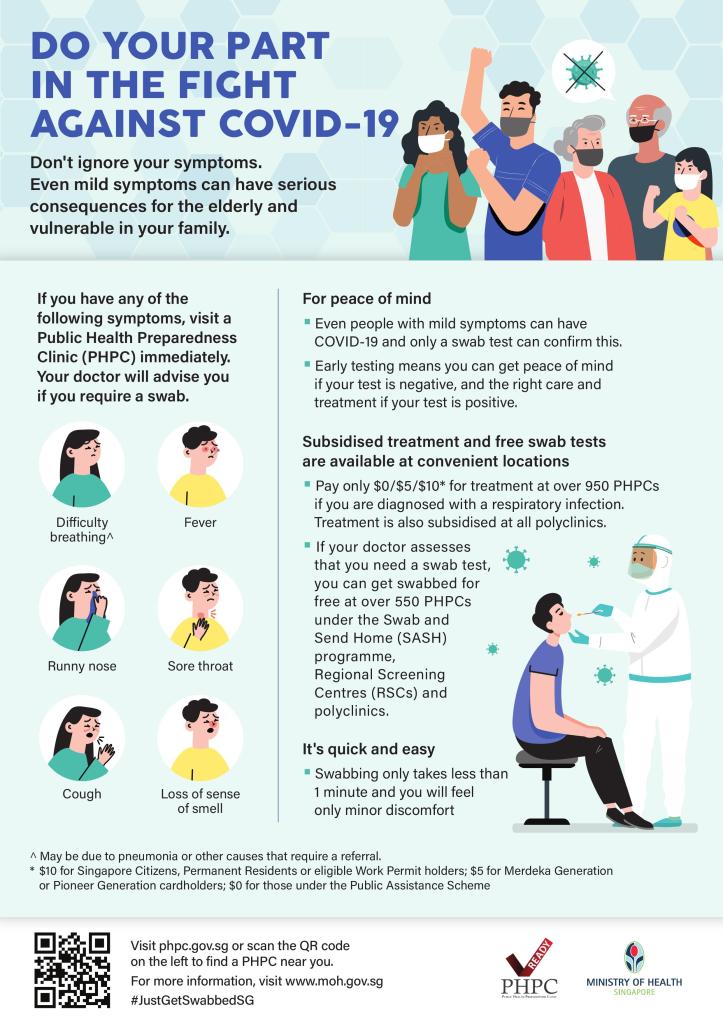 DO YOUR PART
IN THE FIGHT
AGAINST COVID-19
Don't ignore your symptoms.
Even mild symptoms can have serious
consequences for the elderly and
vulnerable in your family.
If you have any of the
following symptoms, visit a
Public Health Preparedness
Clinic (PHPC) immediately.
Your doctor will advise you
if you require a swab.
Difficulty
breathing^
Fever
Runny nose
Sore throat
Cough
Loss of sense
of smell
For peace of mind
Even people with mild symptoms can have
COVID-19 and only a swab test can confirm this.
Early testing means you can get peace of mind
if your test is negative, and the right care and
treatment if your test is positive.
Subsidised treatment and free swab tests
are available at convenient locations
Pay only $0/$5/$10* for treatment at over 950 PHPCs
if you are diagnosed with a respiratory infection.
Treatment is also subsidised at all polyclinics.
If your doctor assesses
that you need a swab test,
you can get swabbed for
free at over 550 PHPCs
under the Swab and
Send Home (SASH)
programme,
Regional Screening
Centres (RSCs) and
polyclinics.
It's quick and easy
Swabbing only takes less than
1 minute and you will feel
only minor discomfort
^ May be due to pneumonia or other causes that require a referral.
* $10 for Singapore Citizens, Permanent Residents or eligible Work Permit holders; $5 for Merdeka Generation
or Pioneer Generation cardholders; $0 for those under the Public Assistance Scheme
Visit phpc.gov.sg or scan the QR code
on the left to find a PHPC near you.
For more information, visit www.moh.gov.sg
#JustGetSwabbedSG
READY
PHPC
Public Health Preparedness Clinic
MINISTRY OF HEALTH
SINGAPORE